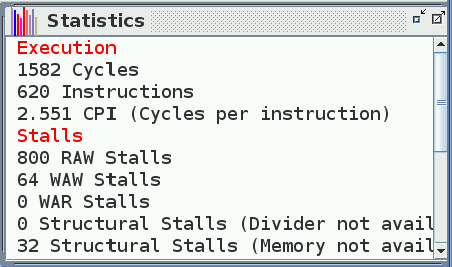 Statistics
Execution
1582 Cycles
620 Instructions
2.551 CPI (Cycles per instruction)
Stalls
800 RAW Stalls
64 WAW Stalls
0 WAR Stalls
0 Structural Stalls (Divider not avail
32 Structural Stalls (Memory not avail